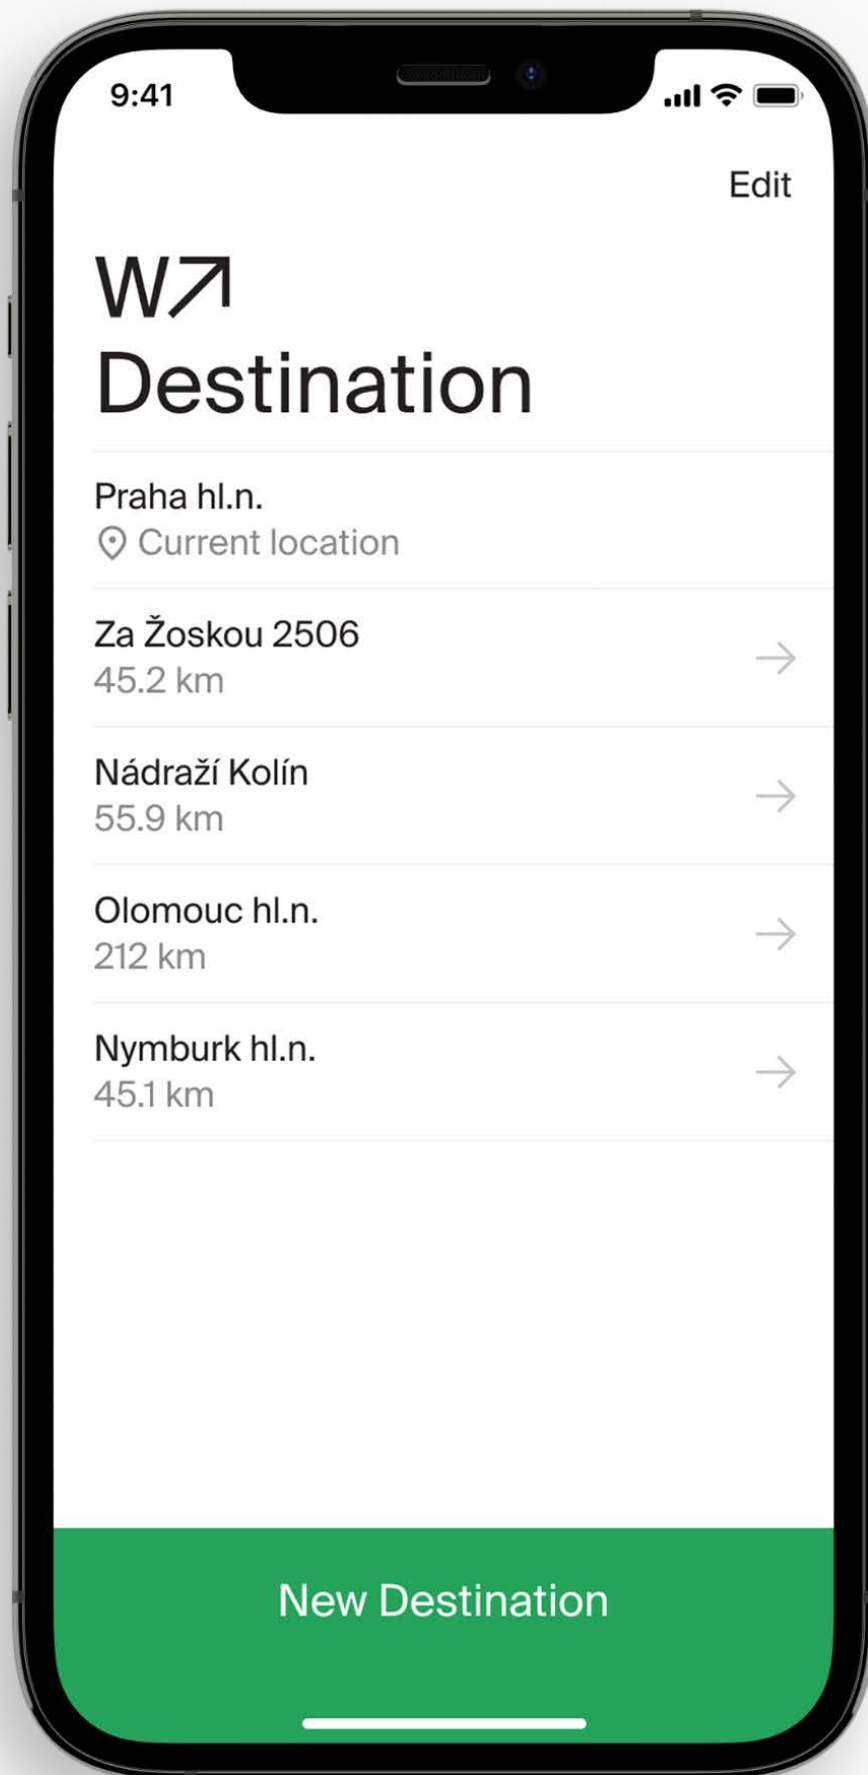 9:41
Edit
W↗
Destination
Praha hl.n.
Current location
Za Žoskou 2506
45.2 km
Nádraží Kolín
55.9 km
Olomouc hl.n.
212 km
Nymburk hl.n.
45.1 km
New Destination